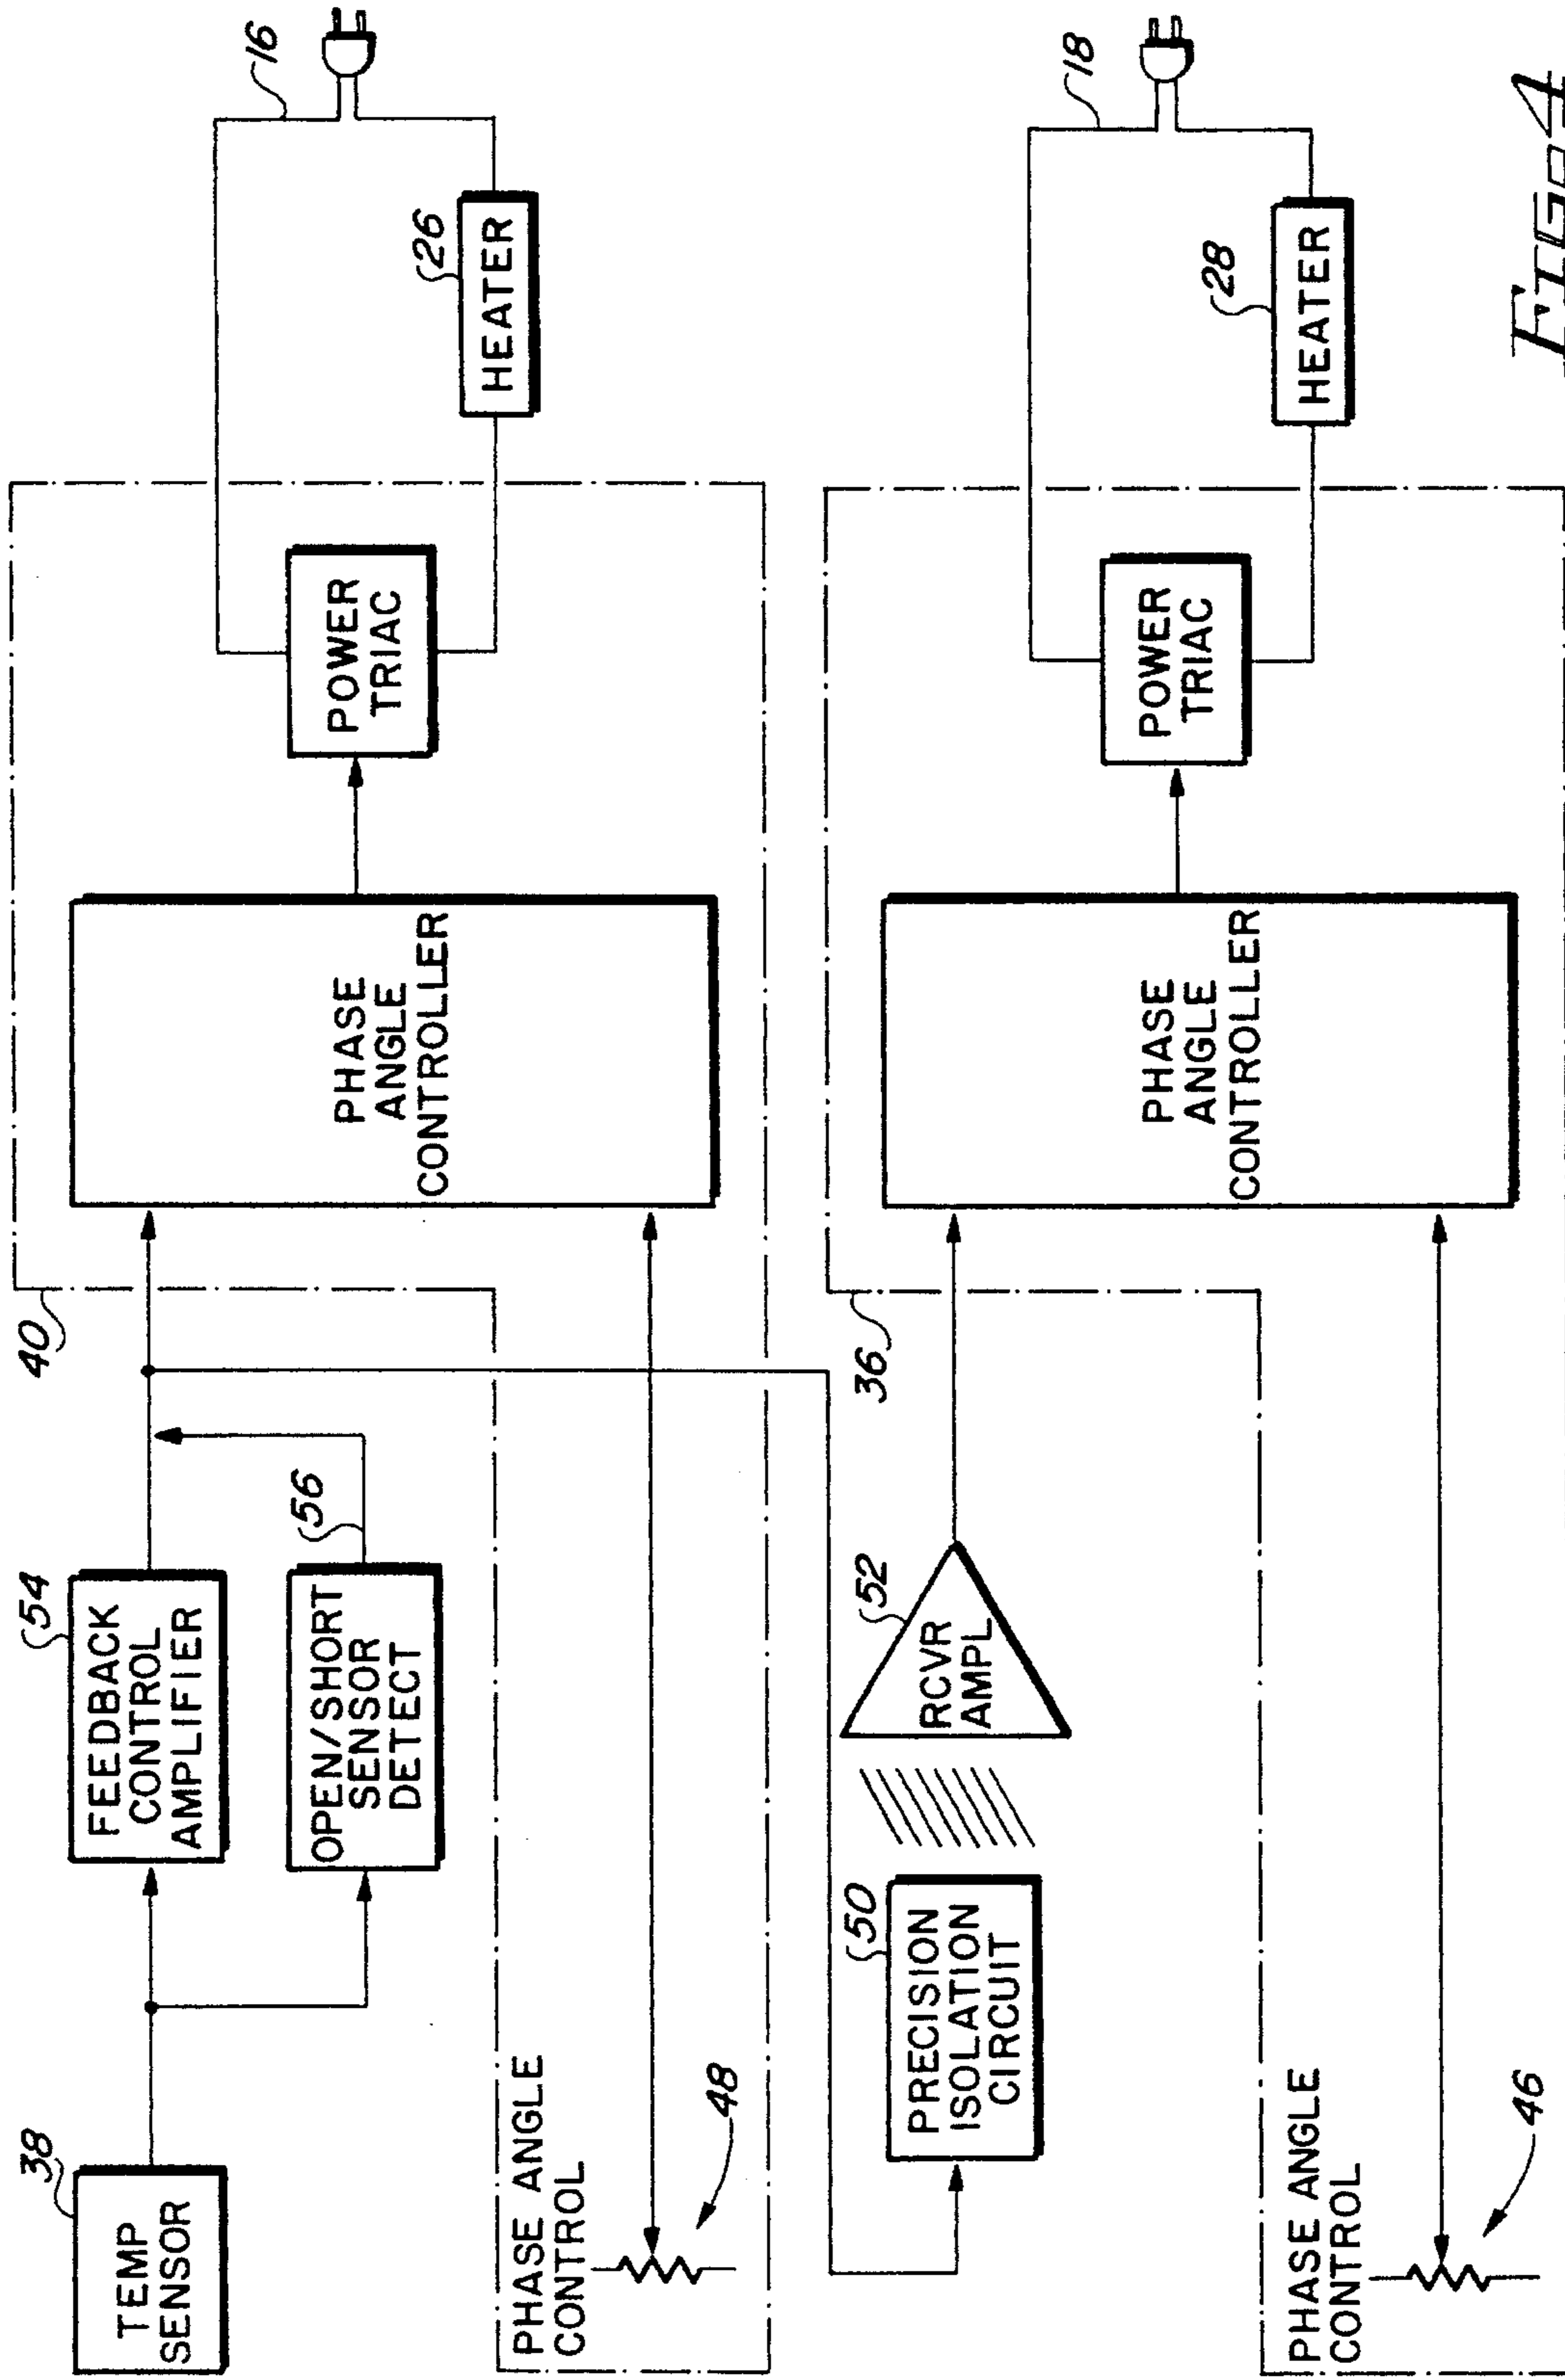 38
TEMP
SENSOR
54
FEEDBACK
CONTROL
AMPLIFIER
OPEN/SHORT
SENSOR
DETECT
56
40
PHASE
ANGLE
CONTROLLER
POWER
TRIAC
16
26
HEATER
PHASE ANGLE
CONTROL
48
50
PRECISION
ISOLATION
CIRCUIT
52
RCVR
AMPL
36
PHASE
ANGLE
CONTROLLER
POWER
TRIAC
18
28
HEATER
PHASE ANGLE
CONTROL
46
FIG-4